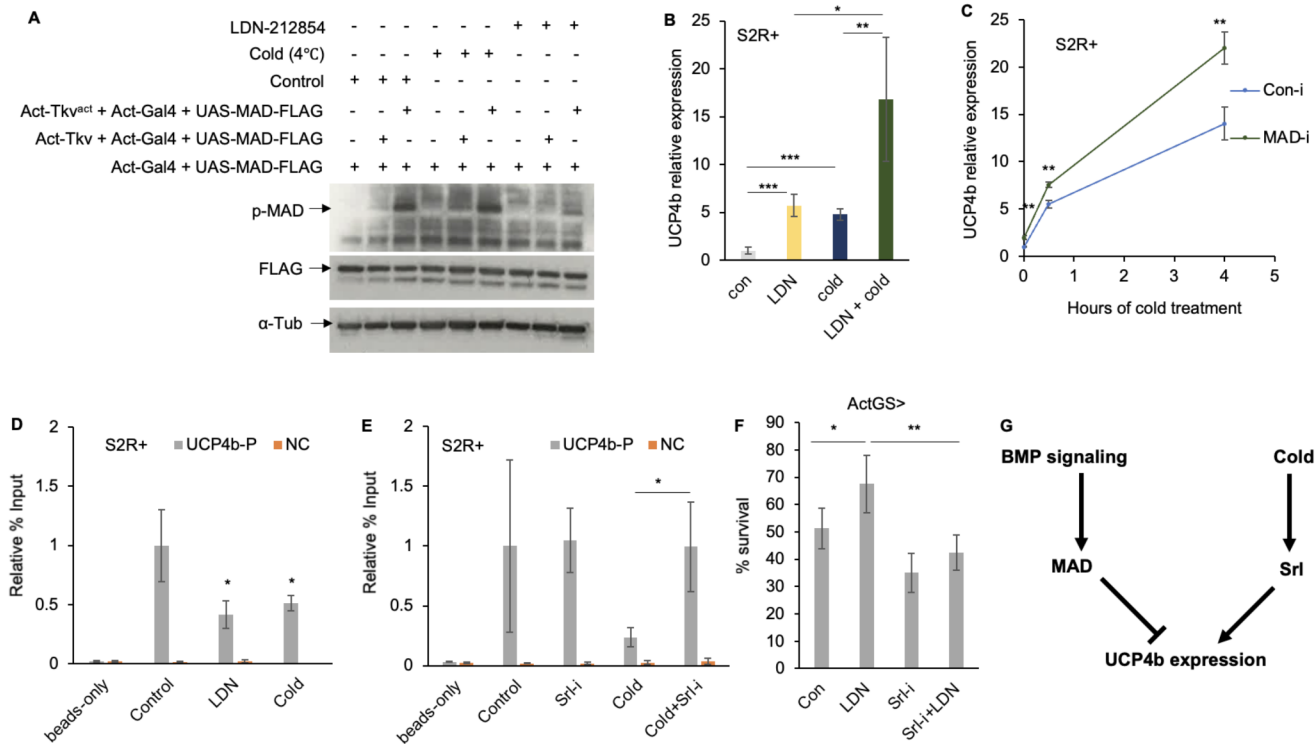 A
LDN-212854 - - - - - - + + +
Cold (4℃) - - - + + + - - -
Control + + + - - - - - -
Act-Tkvᵃᶜᵗ + Act-Gal4 + UAS-MAD-FLAG - - + - - + - - +
Act-Tkv + Act-Gal4 + UAS-MAD-FLAG - + - - + - - + -
Act-Gal4 + UAS-MAD-FLAG + + + + + + + + +
p-MAD
FLAG
α-Tub
B
S2R+
UCP4b relative expression
25
20
15
10
5
0
*
**
***
***
con
LDN
cold
LDN + cold
C
S2R+
UCP4b relative expression
25
20
15
10
5
0
**
**
**
Con-i
MAD-i
0 1 2 3 4 5
Hours of cold treatment
D
S2R+
UCP4b-P
NC
Relative % Input
2
1.5
1
0.5
0
*
*
beads-only
Control
LDN
Cold
E
S2R+
UCP4b-P
NC
Relative % Input
2
1.5
1
0.5
0
*
beads-only
Control
Srl-i
Cold
Cold+Srl-i
F
ActGS>
% survival
90
80
70
60
50
40
30
20
10
0
*
**
Con
LDN
Srl-i
Srl-i+LDN
G
BMP signaling
Cold
MAD
Srl
UCP4b expression